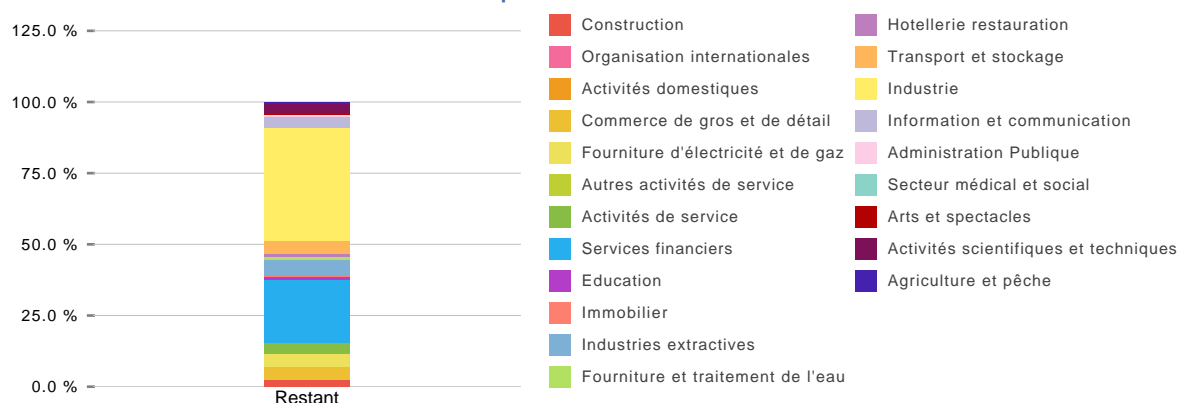 125.0 %
100.0 %
75.0 %
50.0 %
25.0 %
0.0 %
Restant
Construction
Organisation internationales
Activités domestiques
Commerce de gros et de détail
Fourniture d'électricité et de gaz
Autres activités de service
Activités de service
Services financiers
Education
Immobilier
Industries extractives
Fourniture et traitement de l'eau
Hotellerie restauration
Transport et stockage
Industrie
Information et communication
Administration Publique
Secteur médical et social
Arts et spectacles
Activités scientifiques et techniques
Agriculture et pêche